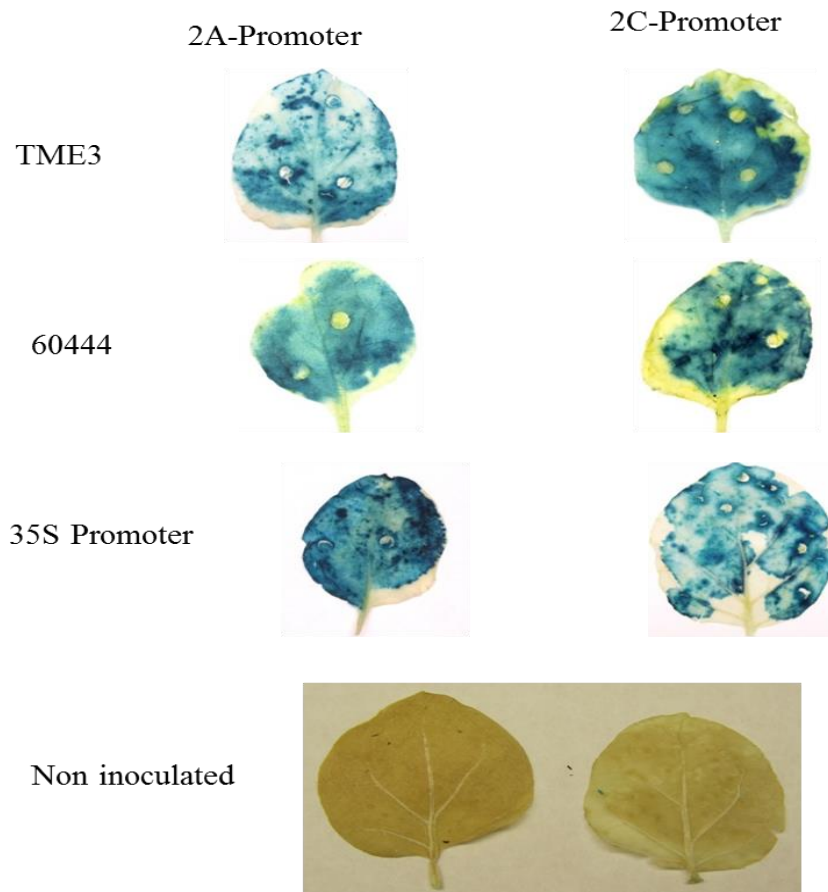 2A-Promoter
2C-Promoter
TME3
60444
35S Promoter
Non inoculated